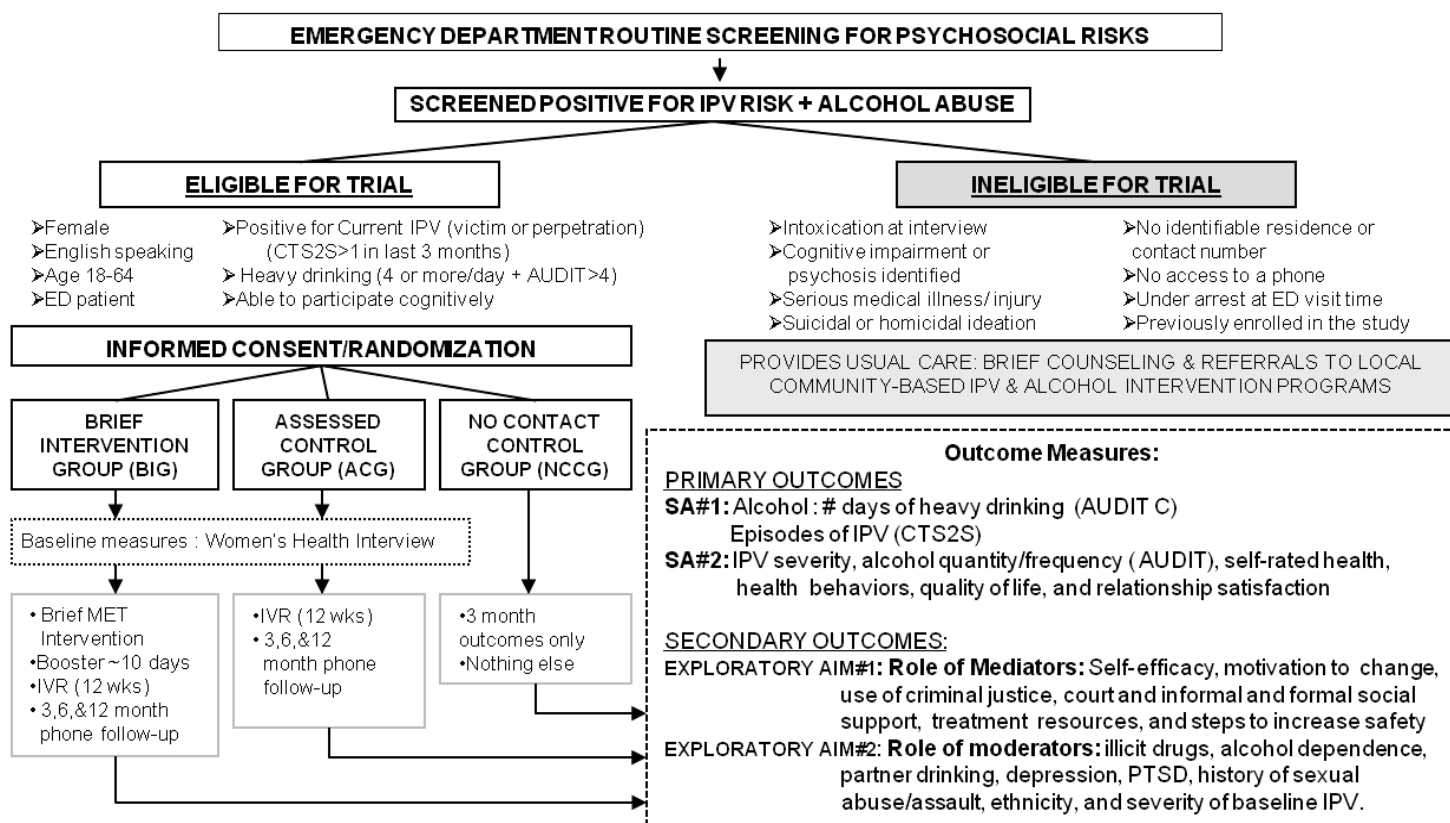 EMERGENCY DEPARTMENT ROUTINE SCREENING FOR PSYCHOSOCIAL RISKS
SCREENED POSITIVE FOR IPV RISK + ALCOHOL ABUSE
ELIGIBLE FOR TRIAL
➢Female
➢English speaking
➢Age 18-64
➢ED patient
➢Positive for Current IPV (victim or perpetration)
(CTS2S>1 in last 3 months)
➢ Heavy drinking (4 or more/day + AUDIT>4)
➢Able to participate cognitively
INELIGIBLE FOR TRIAL
➢Intoxication at interview
➢Cognitive impairment or
psychosis identified
➢Serious medical illness/ injury
➢Suicidal or homicidal ideation
➢No identifiable residence or
contact number
➢No access to a phone
➢Under arrest at ED visit time
➢Previously enrolled in the study
PROVIDES USUAL CARE: BRIEF COUNSELING & REFERRALS TO LOCAL
COMMUNITY-BASED IPV & ALCOHOL INTERVENTION PROGRAMS
INFORMED CONSENT/RANDOMIZATION
BRIEF
INTERVENTION
GROUP (BIG)
ASSESSED
CONTROL
GROUP (ACG)
NO CONTACT
CONTROL
GROUP (NCCG)
Baseline measures : Women's Health Interview
• Brief MET
Intervention
•Booster ~10 days
•IVR (12 wks)
• 3,6,&12 month
phone follow-up
•IVR (12 wks)
• 3,6,&12
month phone
follow-up
•3 month
outcomes only
•Nothing else
Outcome Measures:
PRIMARY OUTCOMES
SA#1: Alcohol : # days of heavy drinking (AUDIT C)
Episodes of IPV (CTS2S)
SA#2: IPV severity, alcohol quantity/frequency (AUDIT), self-rated health,
health behaviors, quality of life, and relationship satisfaction
SECONDARY OUTCOMES:
EXPLORATORY AIM#1: Role of Mediators: Self-efficacy, motivation to change,
use of criminal justice, court and informal and formal social
support, treatment resources, and steps to increase safety
EXPLORATORY AIM#2: Role of moderators: illicit drugs, alcohol dependence,
partner drinking, depression, PTSD, history of sexual
abuse/assault, ethnicity, and severity of baseline IPV.